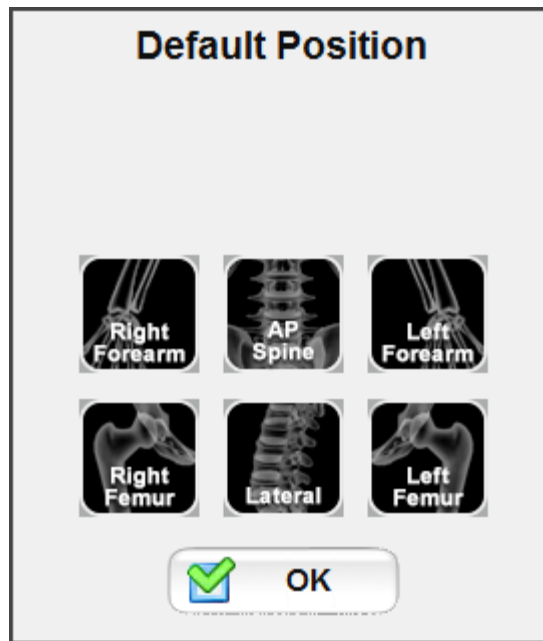 Default Position
Right
Forearm
AP
Spine
Left
Forearm
Right
Femur
Lateral
Left
Femur
OK